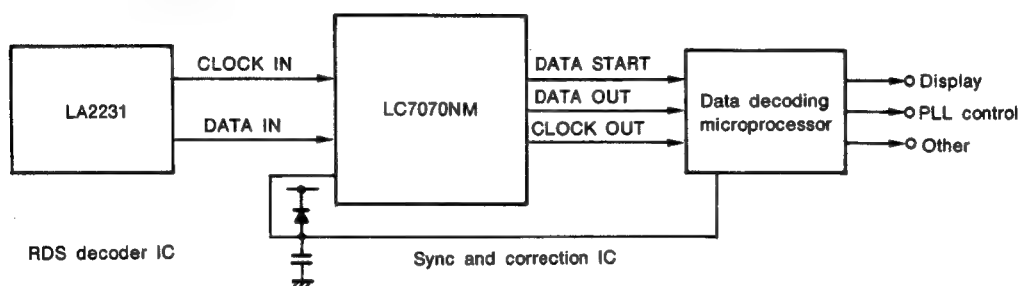 CLOCK IN
DATA IN
LA2231
LC7070NM
DATA START
DATA OUT
CLOCK OUT
Data decoding
microprocessor
Display
PLL control
Other
RDS decoder IC
Sync and correction IC